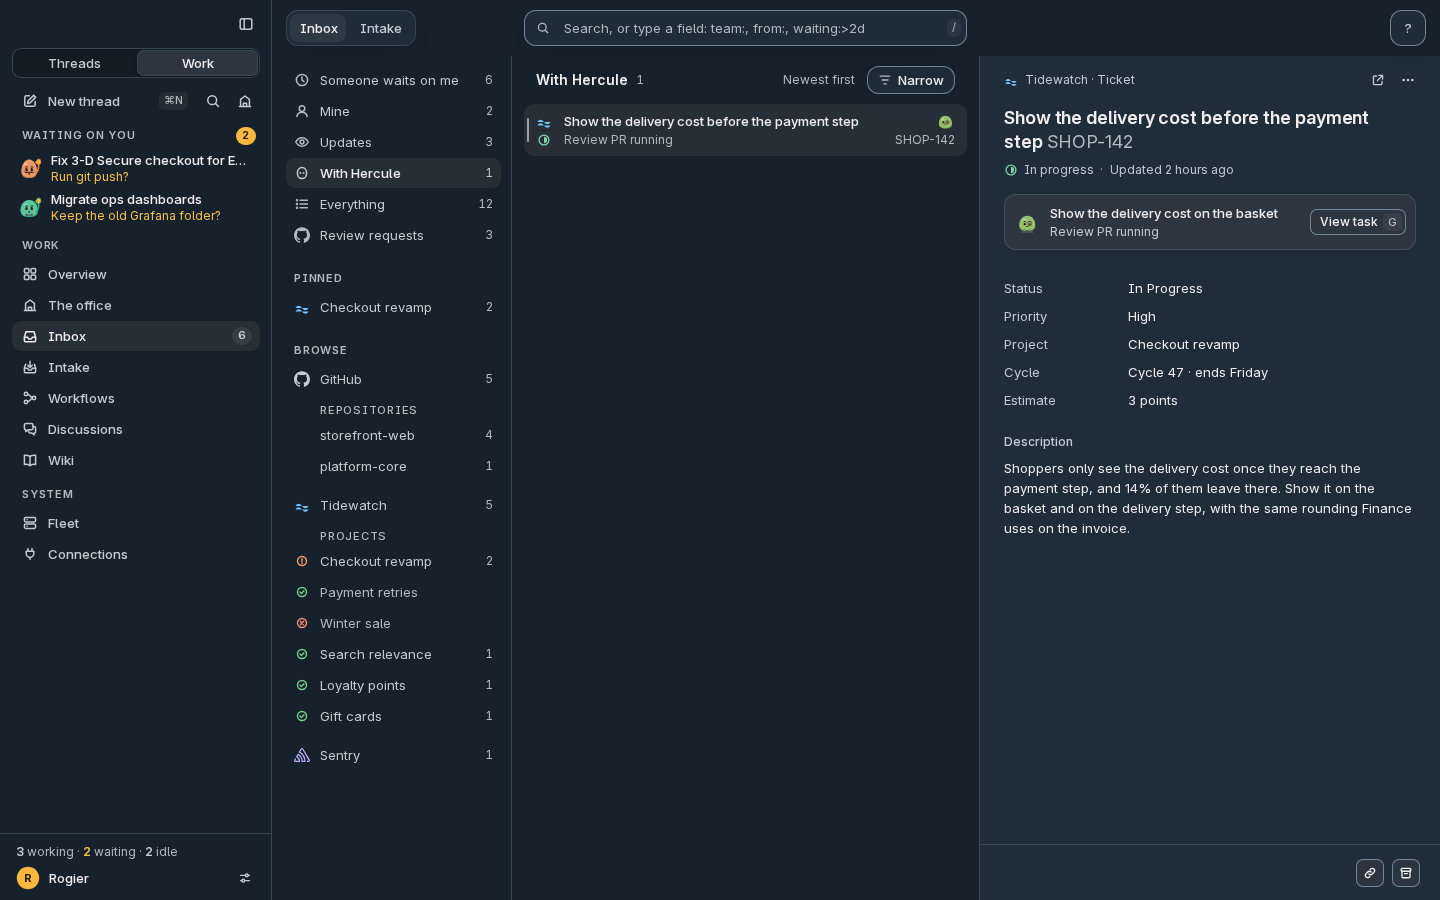 Threads
Work
New thread
⌘N
WAITING ON YOU
2
Fix 3-D Secure checkout for E…
Run git push?
Migrate ops dashboards
Keep the old Grafana folder?
WORK
Overview
The office
Inbox
6
Intake
Workflows
Discussions
Wiki
SYSTEM
Fleet
Connections
3 working · 2 waiting · 2 idle
R
Rogier
Inbox
Intake
Someone waits on me
6
Mine
2
Updates
3
With Hercule
1
Everything
12
Review requests
3
PINNED
Checkout revamp
2
BROWSE
GitHub
5
REPOSITORIES
storefront-web
4
platform-core
1
Tidewatch
5
PROJECTS
Checkout revamp
2
Payment retries
Winter sale
Search relevance
1
Loyalty points
1
Gift cards
1
Sentry
1
Search, or type a field: team:, from:, waiting:>2d
/
With Hercule 1
Newest first
Narrow
Show the delivery cost before the payment step
Review PR running
SHOP-142
?
Tidewatch · Ticket
Show the delivery cost before the payment
step SHOP-142
In progress · Updated 2 hours ago
Show the delivery cost on the basket
Review PR running
View task G
Status
In Progress
Priority
High
Project
Checkout revamp
Cycle
Cycle 47 · ends Friday
Estimate
3 points
Description
Shoppers only see the delivery cost once they reach the
payment step, and 14% of them leave there. Show it on the
basket and on the delivery step, with the same rounding Finance
uses on the invoice.